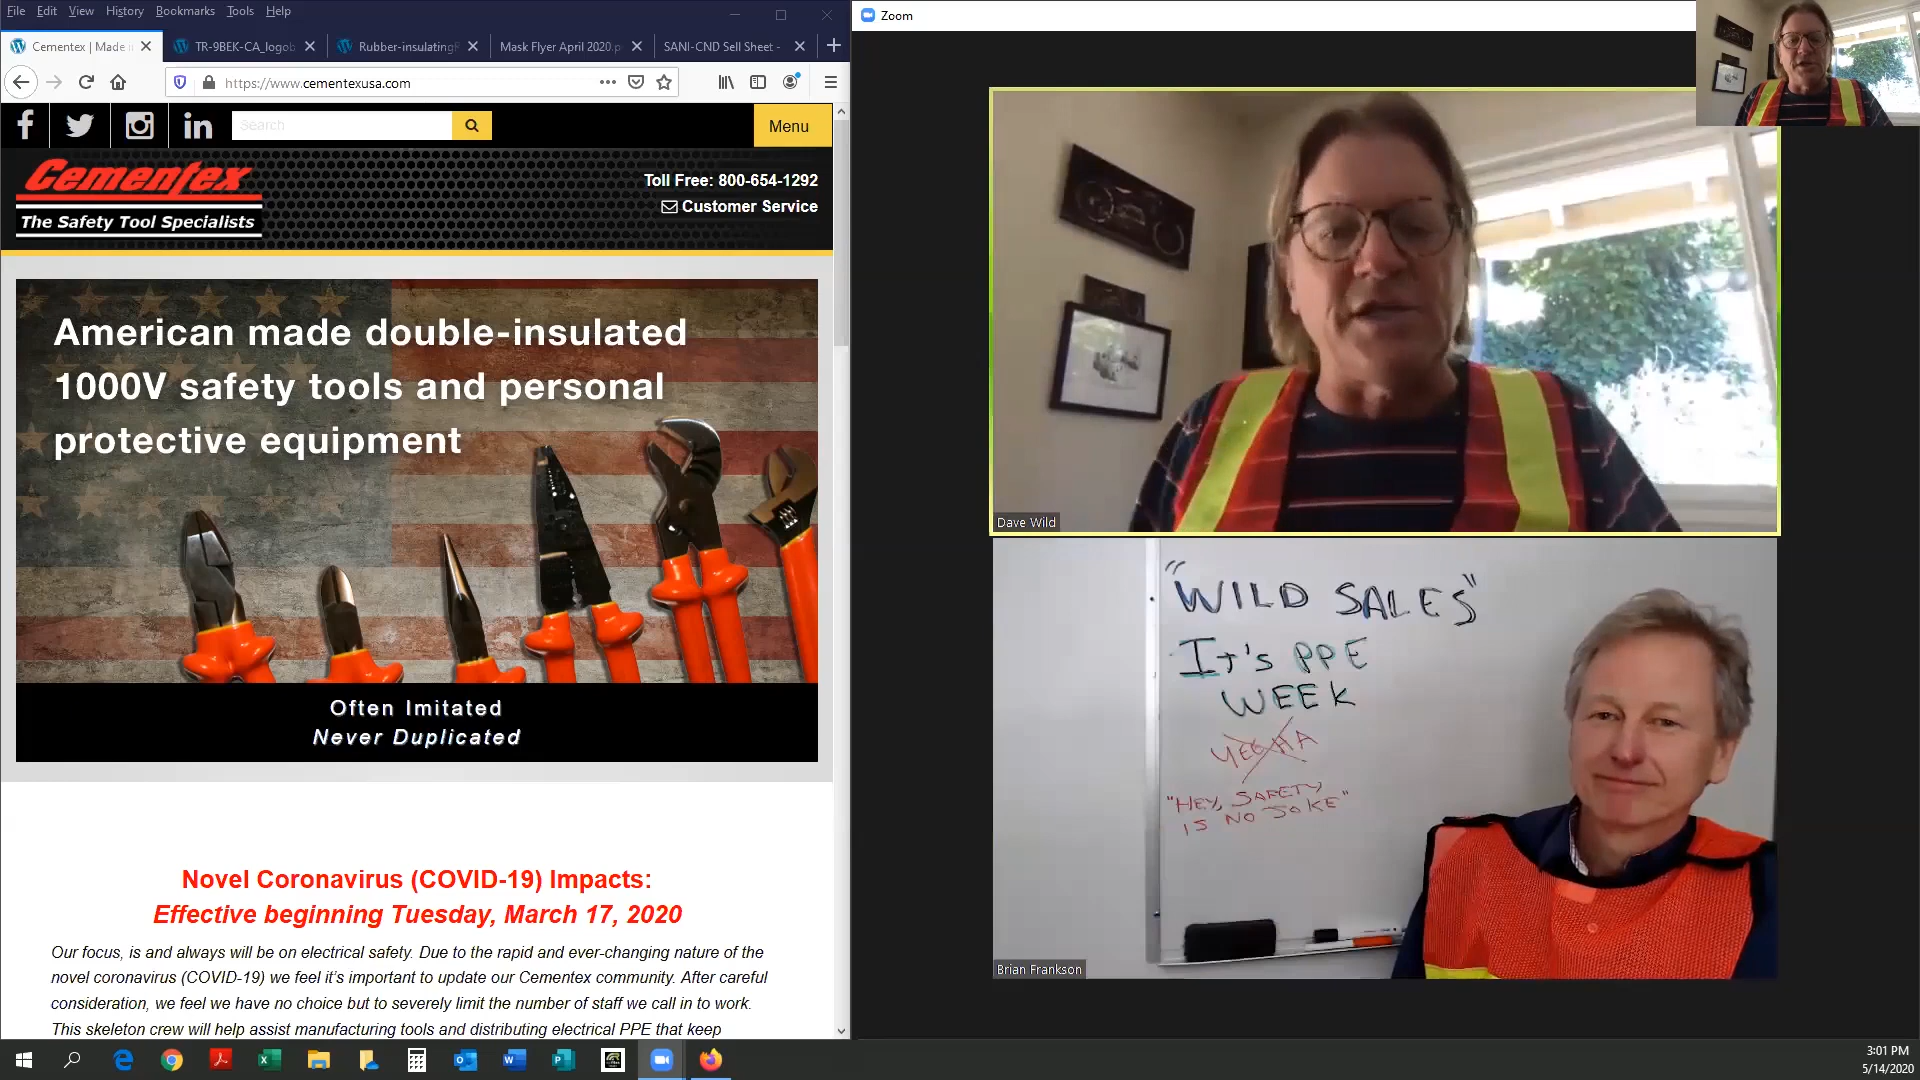 File Edit View History Bookmarks Tools Help
Cementex | Made i
TR-9BEK-CA_logob
Rubber-insulating
Mask Flyer April 2020.p
SANI-CND Sell Sheet -
https://www.cementexusa.com
Search
Menu
Cementex
The Safety Tool Specialists
Toll Free: 800-654-1292
Customer Service
American made double-insulated
1000V safety tools and personal
protective equipment
Often Imitated
Never Duplicated
Novel Coronavirus (COVID-19) Impacts:
Effective beginning Tuesday, March 17, 2020
Our focus, is and always will be on electrical safety. Due to the rapid and ever-changing nature of the
novel coronavirus (COVID-19) we feel it's important to update our Cementex community. After careful
consideration, we feel we have no choice but to severely limit the number of staff we call in to work.
This skeleton crew will help assist manufacturing tools and distributing electrical PPE that keep
Zoom
Dave Wild
"WILD SALES"
It's PPE
WEEK
YEEHA
"HEY, SAFETY
IS NO JOKE"
Brian Frankson
3:01 PM
5/14/2020